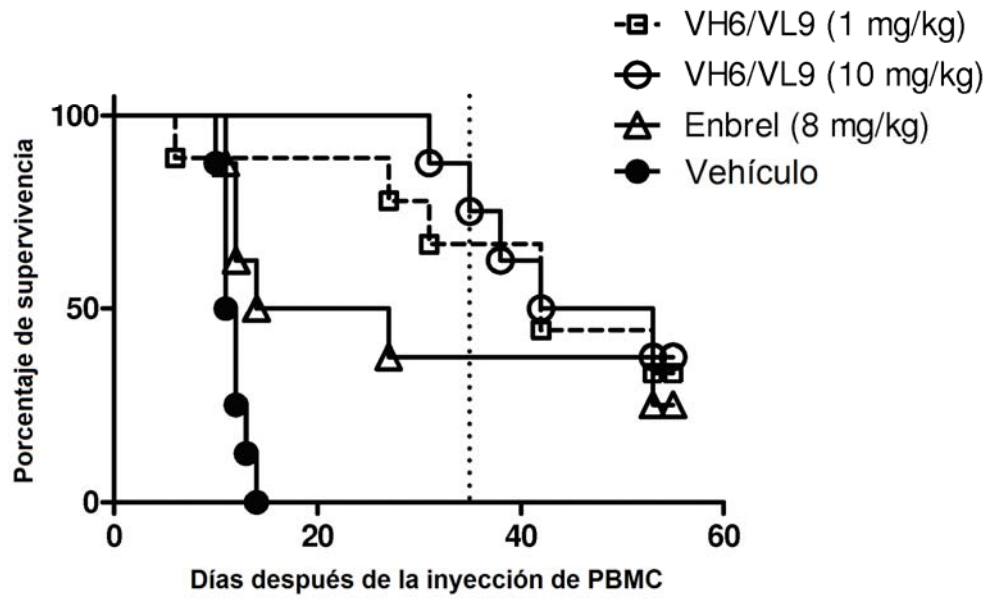 VH6/VL9 (1 mg/kg)
VH6/VL9 (10 mg/kg)
Enbrel (8 mg/kg)
Vehículo
Porcentaje de supervivencia
100
50
0
0 20 40 60
Días después de la inyección de PBMC